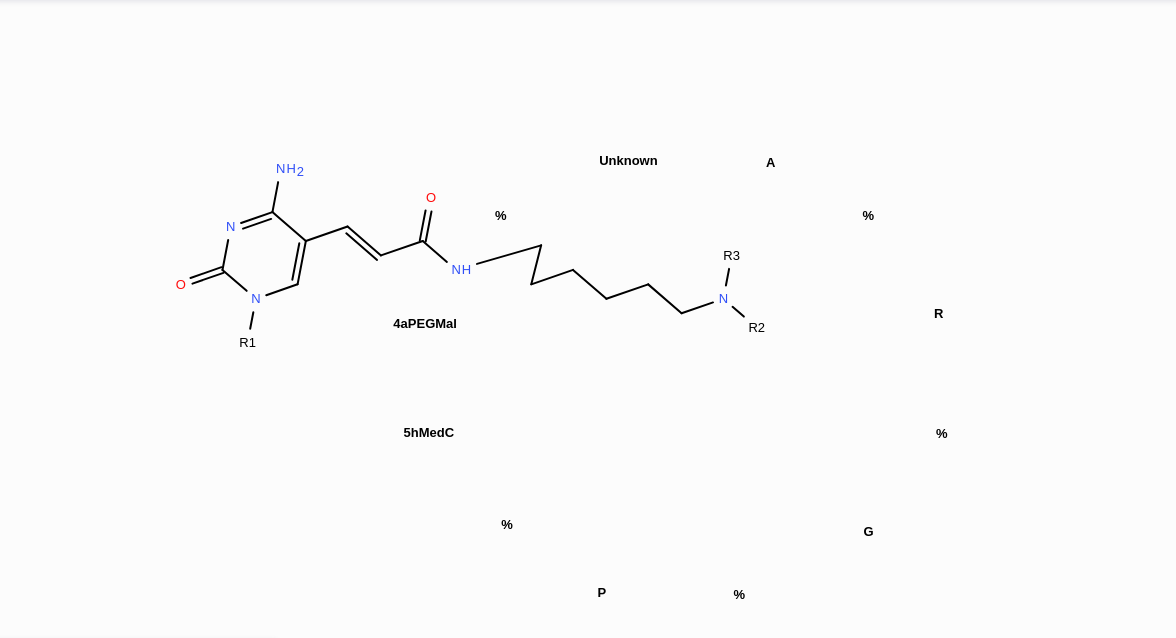 Unknown
A
NH2
O
%
%
N
R3
NH
O
N
N
R
4aPEGMal
R2
R1
5hMedC
%
%
G
P
%